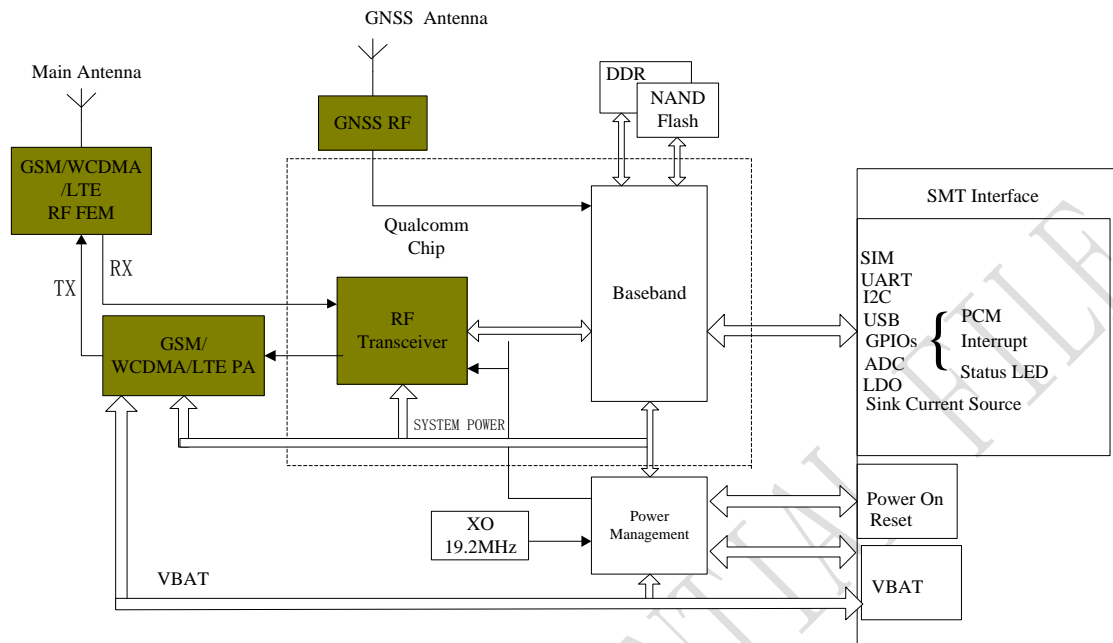 GNSS Antenna
Main Antenna
DDR
NAND
Flash
GNSS RF
GSM/WCDMA
/LTE
RF FEM
Qualcomm
Chip
SMT Interface
TX
RX
RF
Transceiver
Baseband
GSM/
WCDMA/LTE PA
SIM
UART
I2C
USB
GPIOs
ADC
LDO
Sink Current Source
{
PCM
Interrupt
Status LED
SYSTEM POWER
XO
19.2MHz
Power
Management
Power On
Reset
VBAT
VBAT
NTIAL FILE